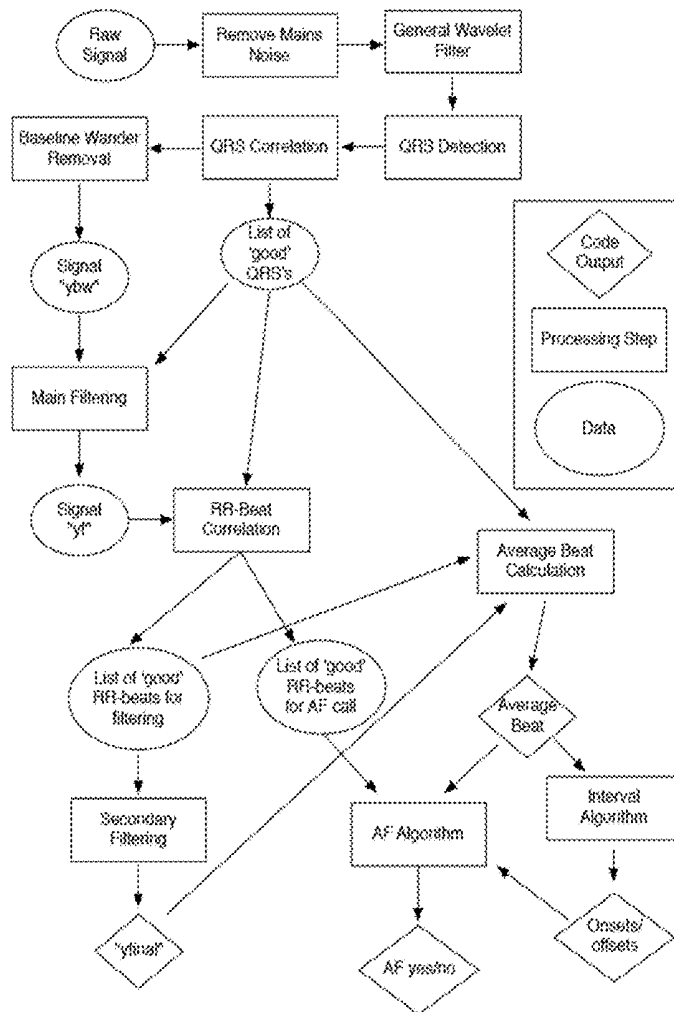 Raw
Signal
Remove Mains
Noise
General Wavelet
Filter
Baseline Wander
Removal
QRS Correlation
QRS Detection
Signal
"ybw"
List of
'good'
QRS's
Code
Output
Processing Step
Data
Main Filtering
Signal
"yf"
RR-Beat
Correlation
Average Beat
Calculation
List of 'good'
RR-beats for
filtering
List of 'good'
RR-beats
for AF call
Average
Beat
Secondary
Filtering
AF Algorithm
Interval
Algorithm
"yfinal"
AF yes/no
Onsets/
offsets